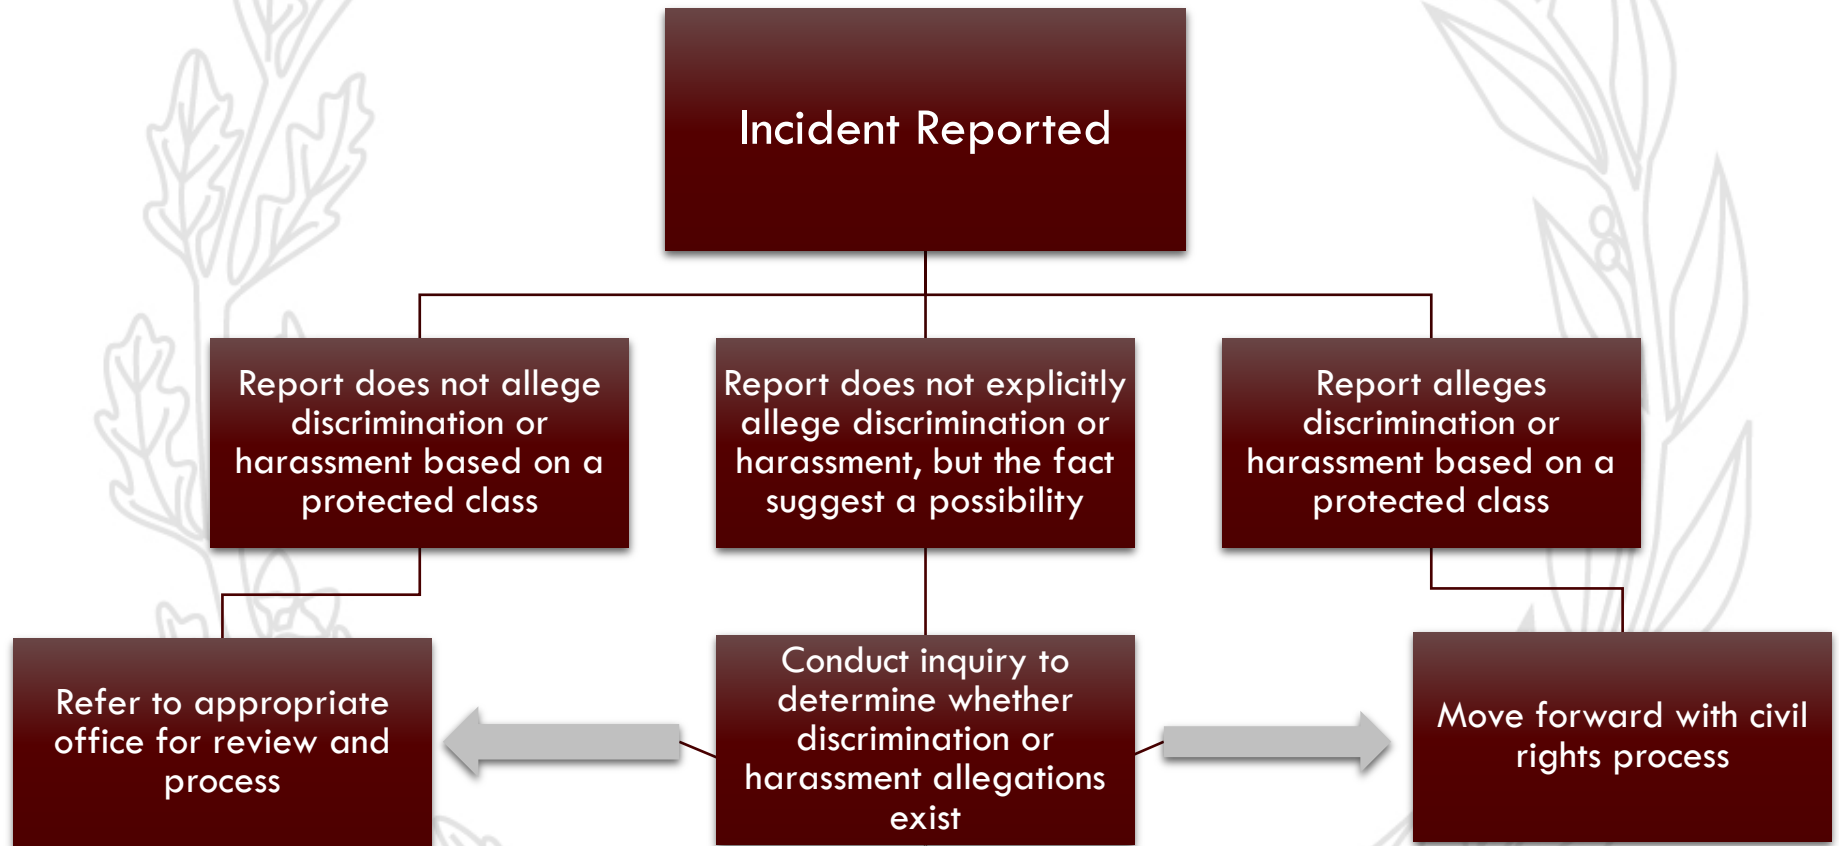 Incident Reported
Report does not allege
discrimination or
harassment based on a
protected class
Report does not explicitly
allege discrimination or
harassment, but the fact
suggest a possibility
Report alleges
discrimination or
harassment based on a
protected class
Refer to appropriate
office for review and
process
Conduct inquiry to
determine whether
discrimination or
harassment allegations
exist
Move forward with civil
rights process